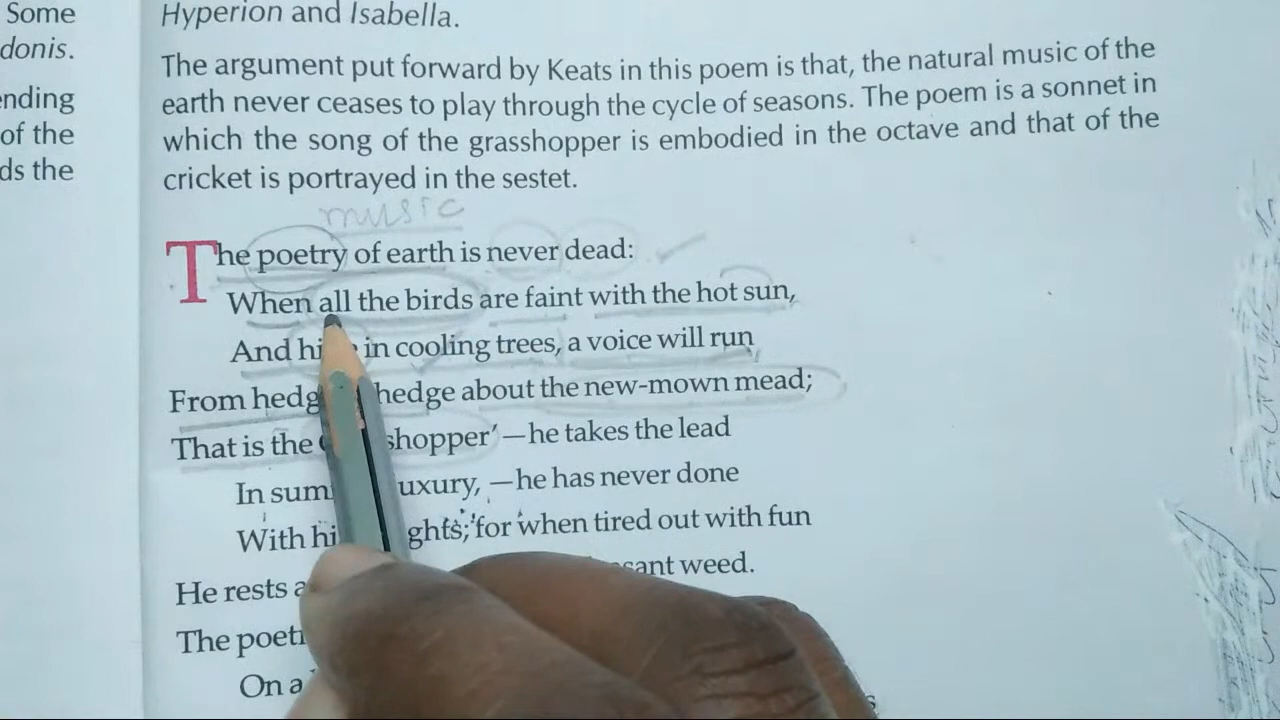 Some
donis.
ending
of the
ds the
Hyperion and Isabella.
The argument put forward by Keats in this poem is that, the natural music of the
earth never ceases to play through the cycle of seasons. The poem is a sonnet in
which the song of the grasshopper is embodied in the octave and that of the
cricket is portrayed in the sestet.
music
The poetry of earth is never dead:
When all the birds are faint with the hot sun,
And hi in cooling trees, a voice will run
From hedg hedge about the new-mown mead;
That is the shopper’—he takes the lead
In sum uxury, —he has never done
With hi ghts; for when tired out with fun
He rests a sant weed.
The poet
On a